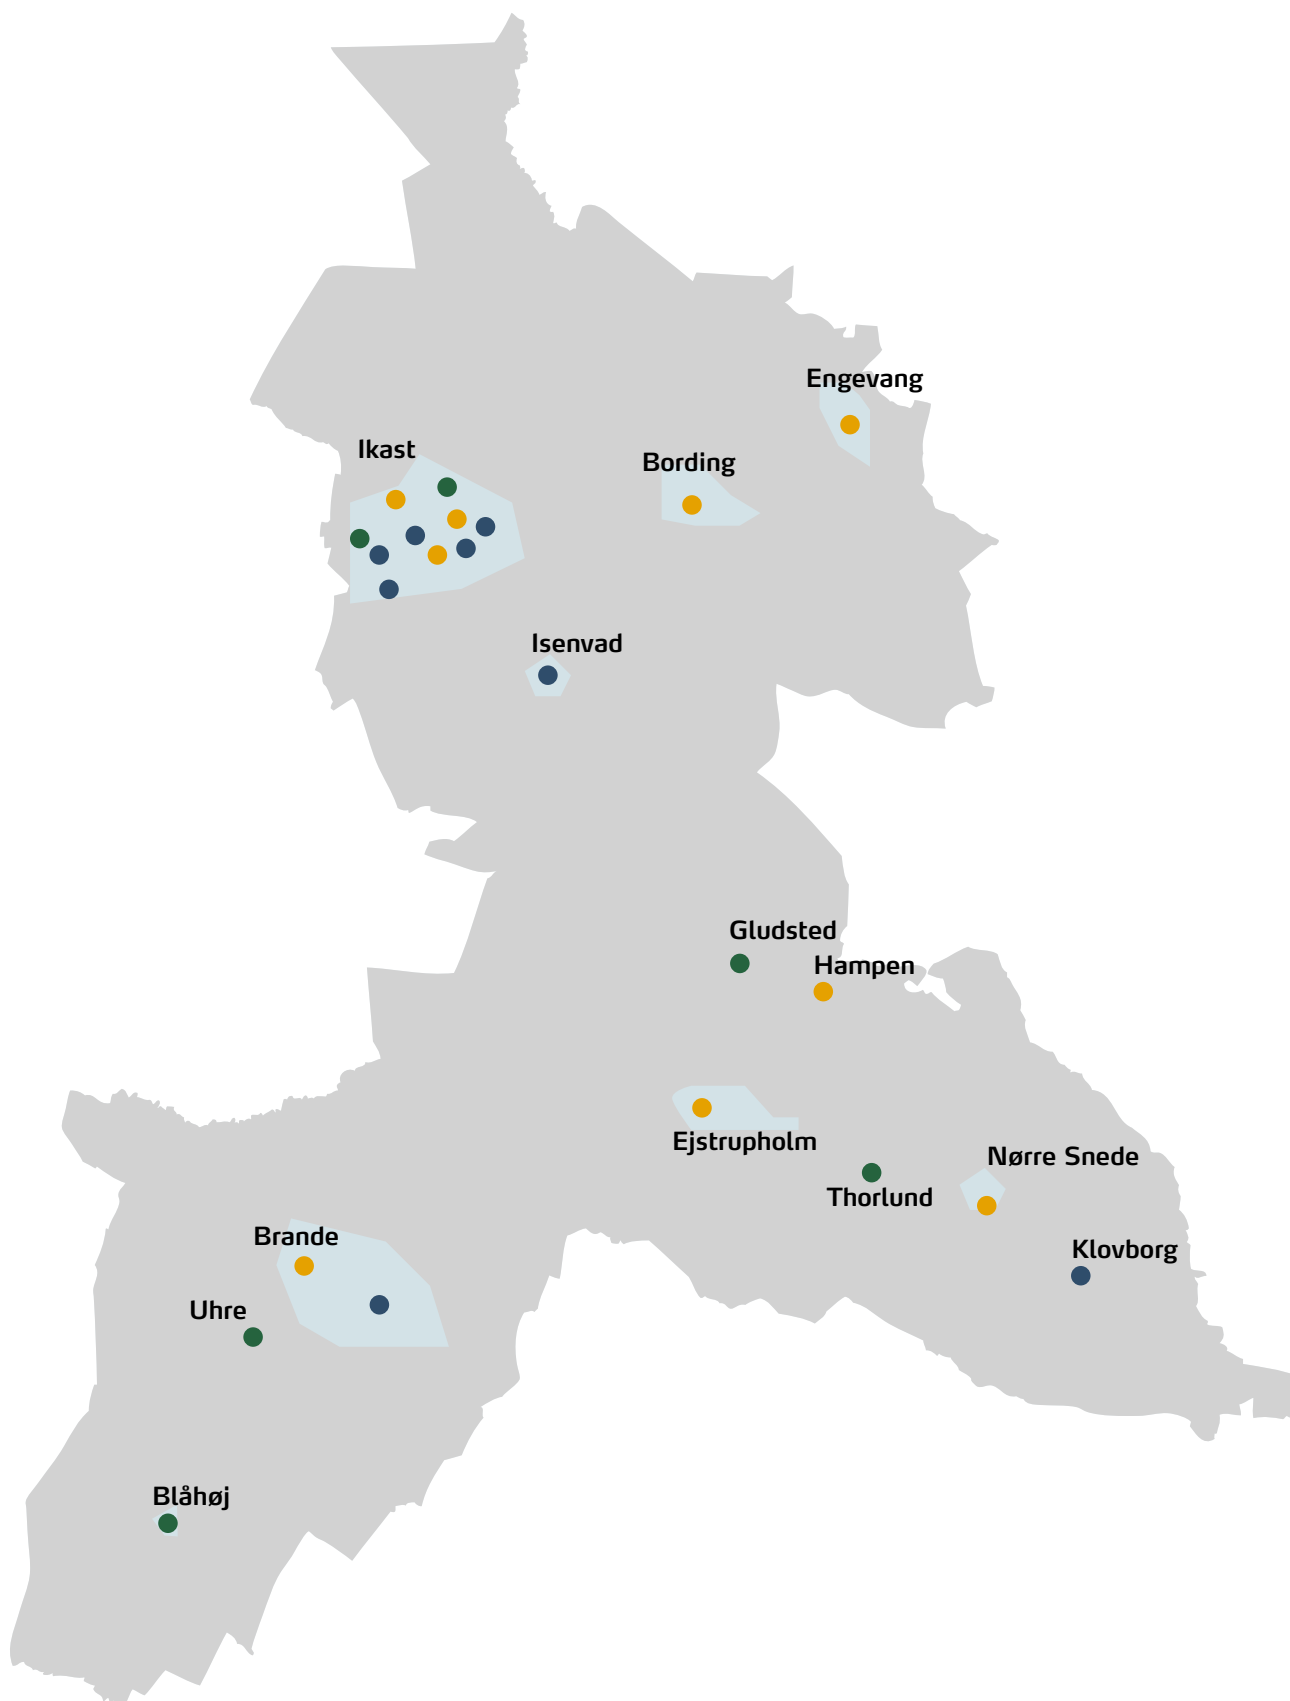 Engevang
Ikast
Bording
Isenvad
Gludsted
Hampen
Ejstrupholm
Nørre Snede
Thorlund
Brande
Klovborg
Uhre
Blåhøj